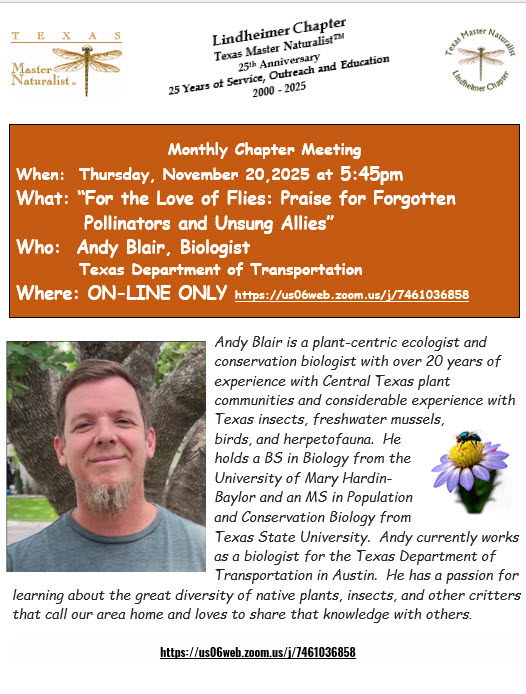 TEXAS
Master
Naturalist
Lindheimer Chapter
Texas Master Naturalist™
25th Anniversary
25 Years of Service, Outreach and Education
2000 - 2025
Texas Master Naturalist
Lindheimer Chapter
Monthly Chapter Meeting
When: Thursday, November 20,2025 at 5:45pm
What: “For the Love of Flies: Praise for Forgotten
Pollinators and Unsung Allies”
Who: Andy Blair, Biologist
Texas Department of Transportation
Where: ON-LINE ONLY https://us06web.zoom.us/j/7461036858
Andy Blair is a plant-centric ecologist and
conservation biologist with over 20 years of
experience with Central Texas plant
communities and considerable experience with
Texas insects, freshwater mussels,
birds, and herpetofauna. He
holds a BS in Biology from the
University of Mary Hardin-
Baylor and an MS in Population
and Conservation Biology from
Texas State University. Andy currently works
as a biologist for the Texas Department of
Transportation in Austin. He has a passion for
learning about the great diversity of native plants, insects, and other critters
that call our area home and loves to share that knowledge with others.
https://us06web.zoom.us/j/7461036858